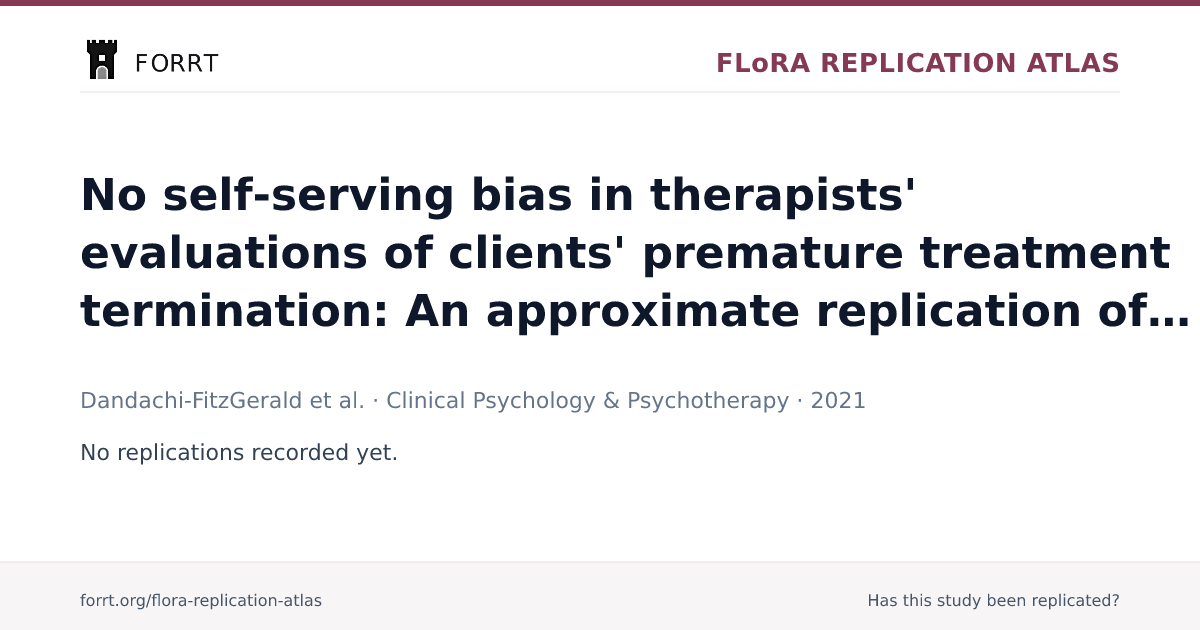 FORRT
FLoRA REPLICATION ATLAS
No self-serving bias in therapists'
evaluations of clients' premature treatment
termination: An approximate replication of…
Dandachi-FitzGerald et al. · Clinical Psychology & Psychotherapy · 2021
No replications recorded yet.
forrt.org/flora-replication-atlas
Has this study been replicated?